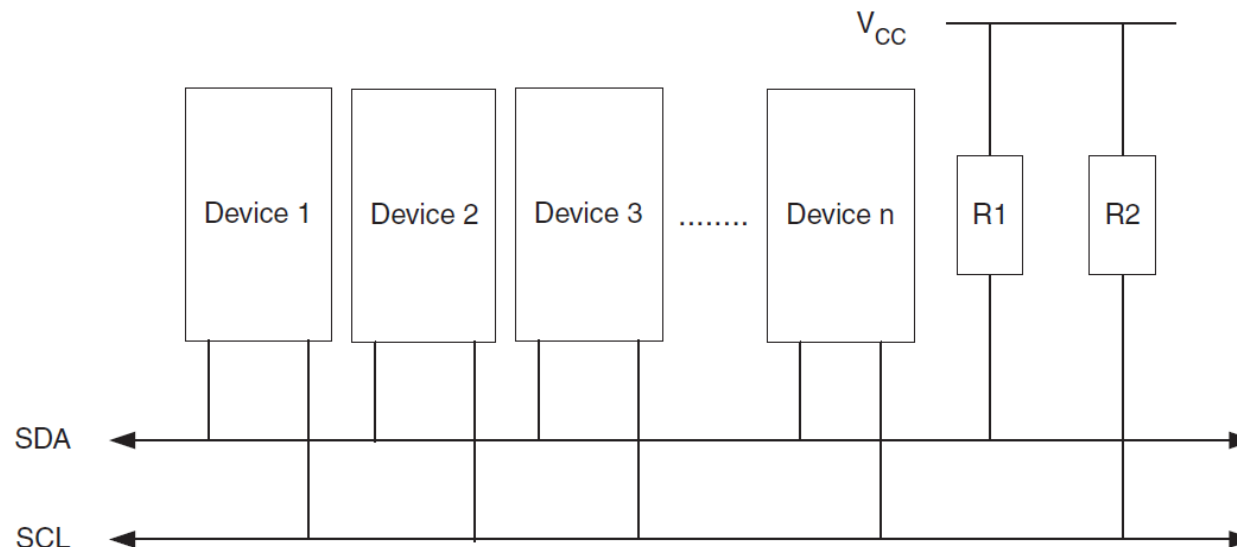 VCC
Device 1 Device 2 Device 3 ........ Device n R1 R2
SDA
SCL